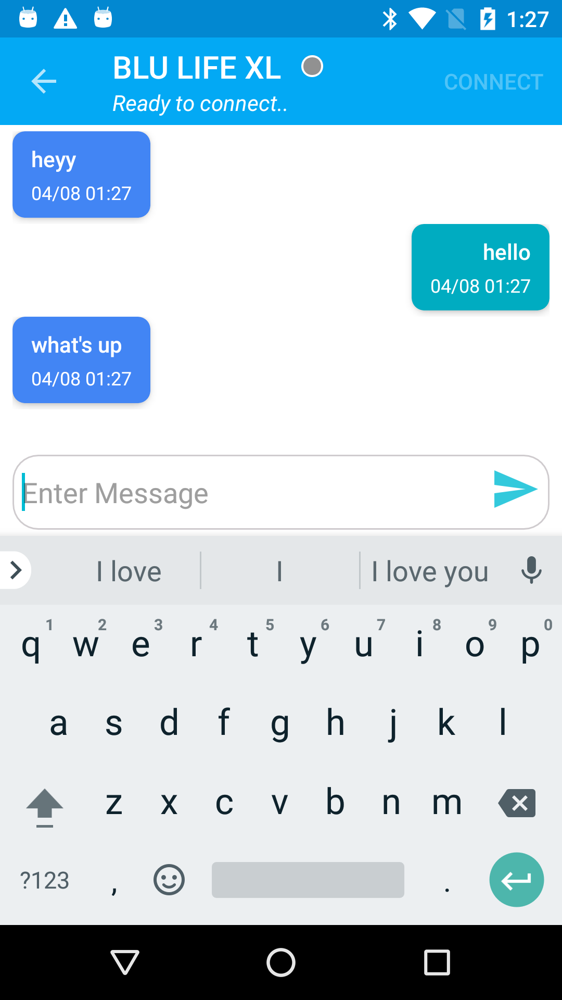 1:27
BLU LIFE XL
CONNECT
Ready to connect..
heyy
04/08 01:27
hello
04/08 01:27
what's up
04/08 01:27
Enter Message
I love
I
I love you
1 2 3 4 5 6 7 8 9 0
q w e r t y u i o p
a s d f g h j k l
z x c v b n m
?123 , .